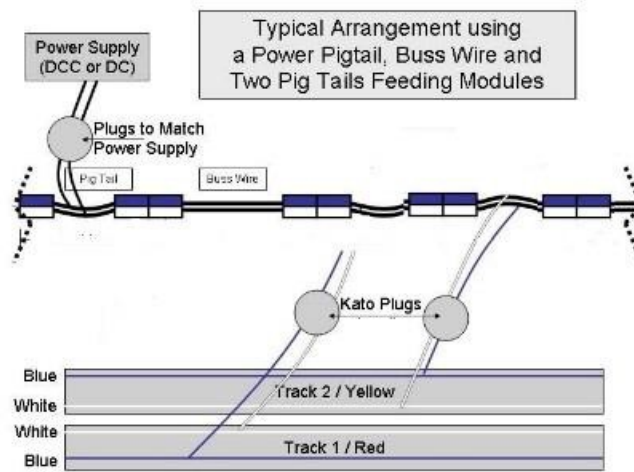 Typical Arrangement using
a Power Pigtail, Buss Wire and
Two Pig Tails Feeding Modules
Power Supply
(DCC or DC)
Plugs to Match
Power Supply
Pig Tail
Buss Wire
Kato Plugs
Blue
Track 2 / Yellow
White
White
Track 1 / Red
Blue